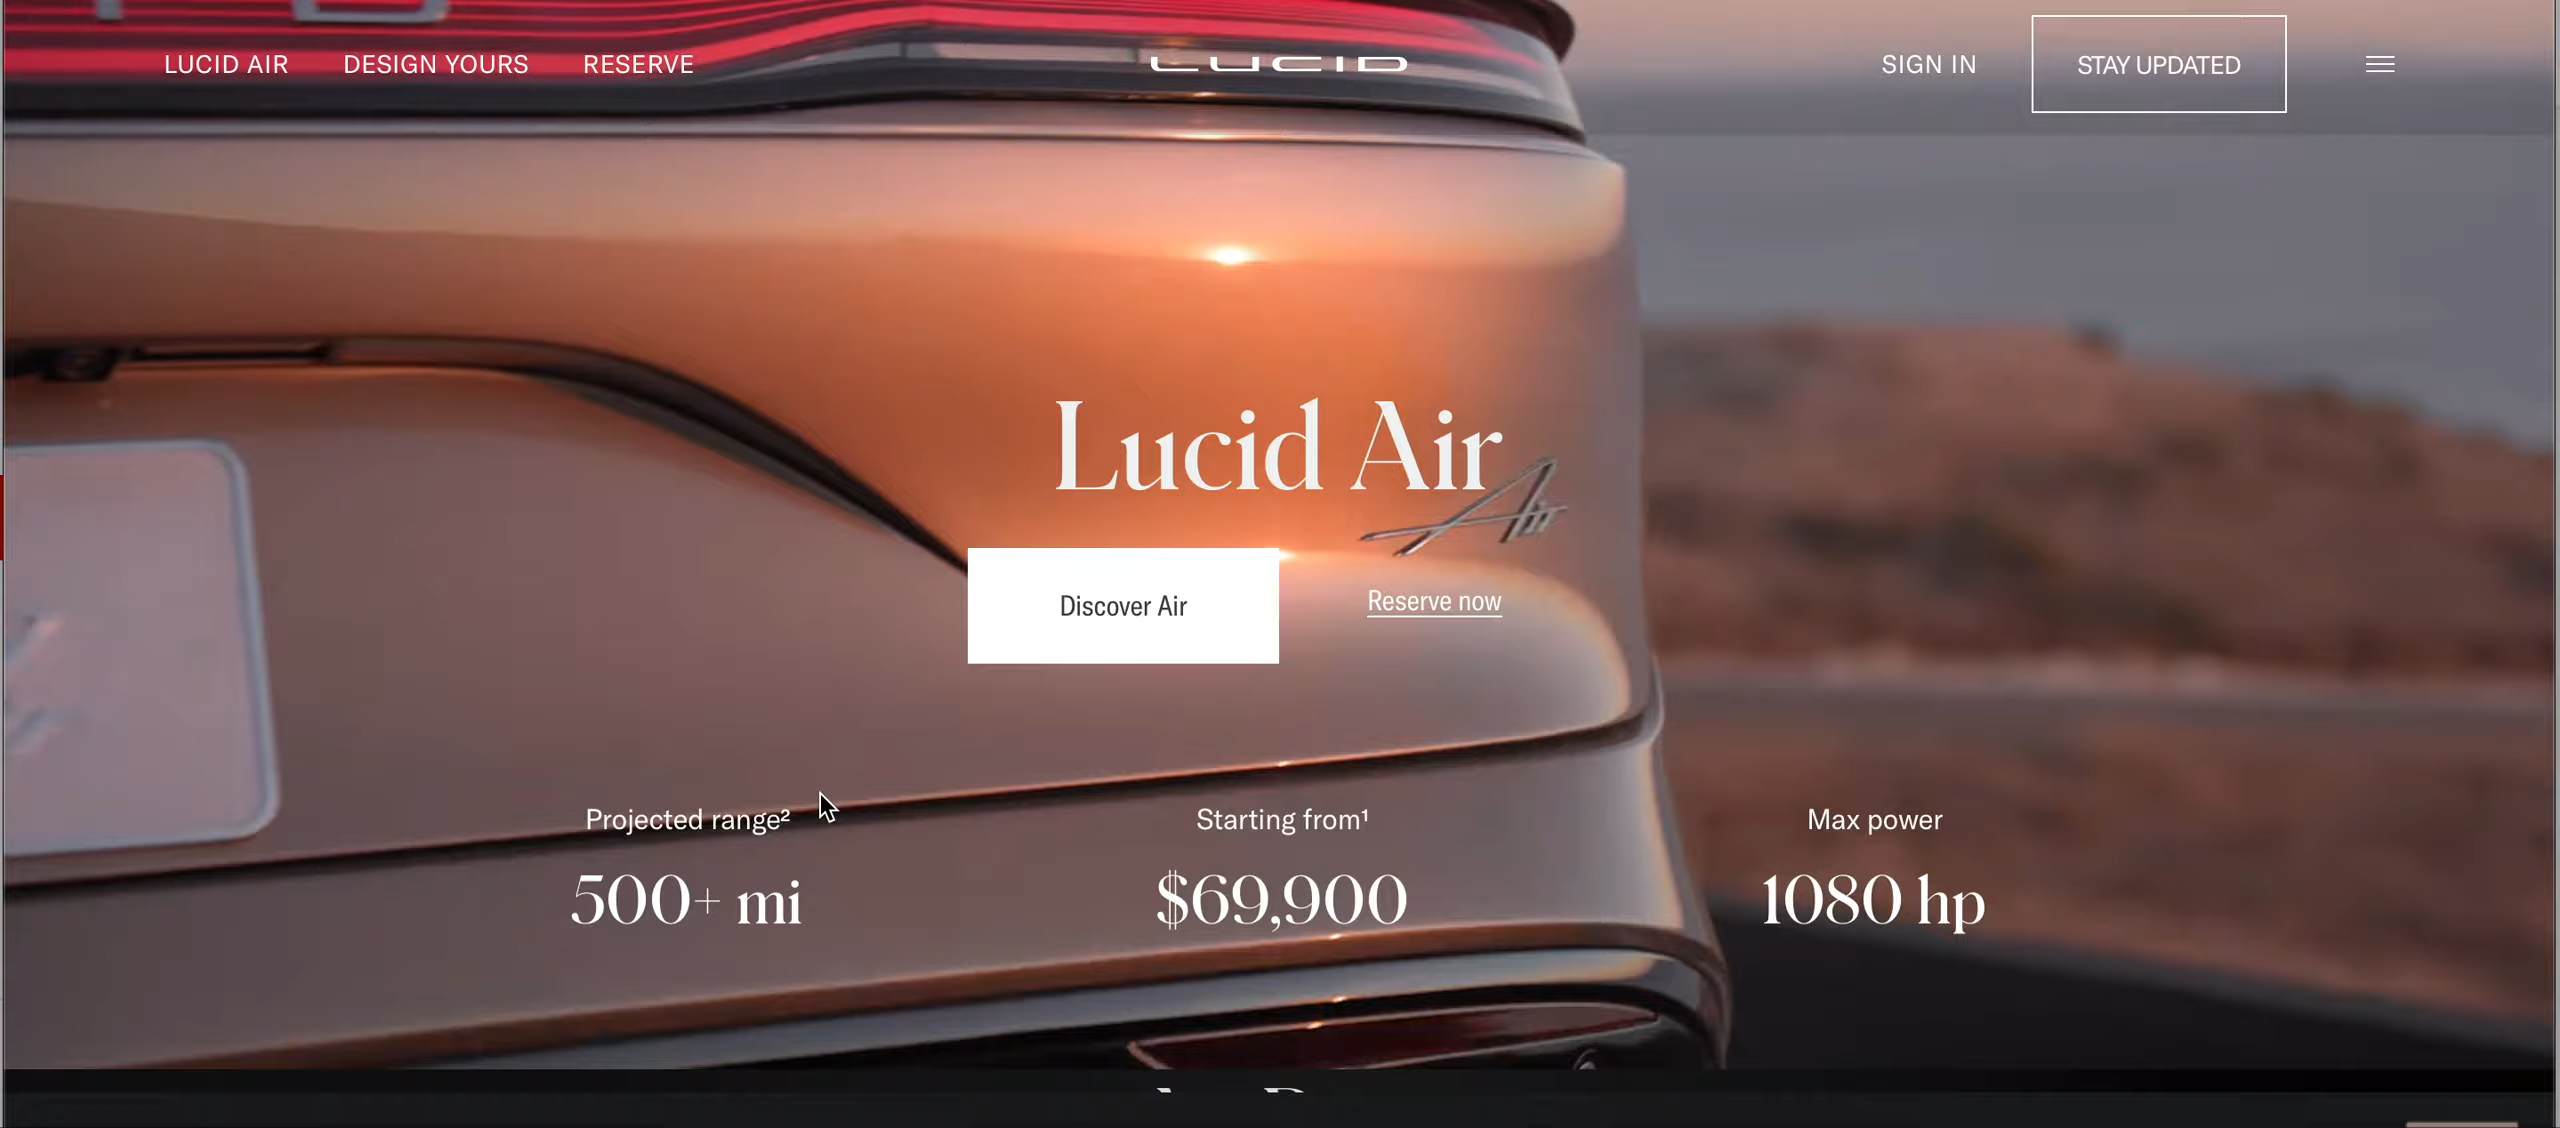 LUCID AIR
DESIGN YOURS
RESERVE
LUCID
SIGN IN
STAY UPDATED
Lucid Air
Air
Discover Air
Reserve now
Projected range²
500+ mi
Starting from¹
$69,900
Max power
1080 hp